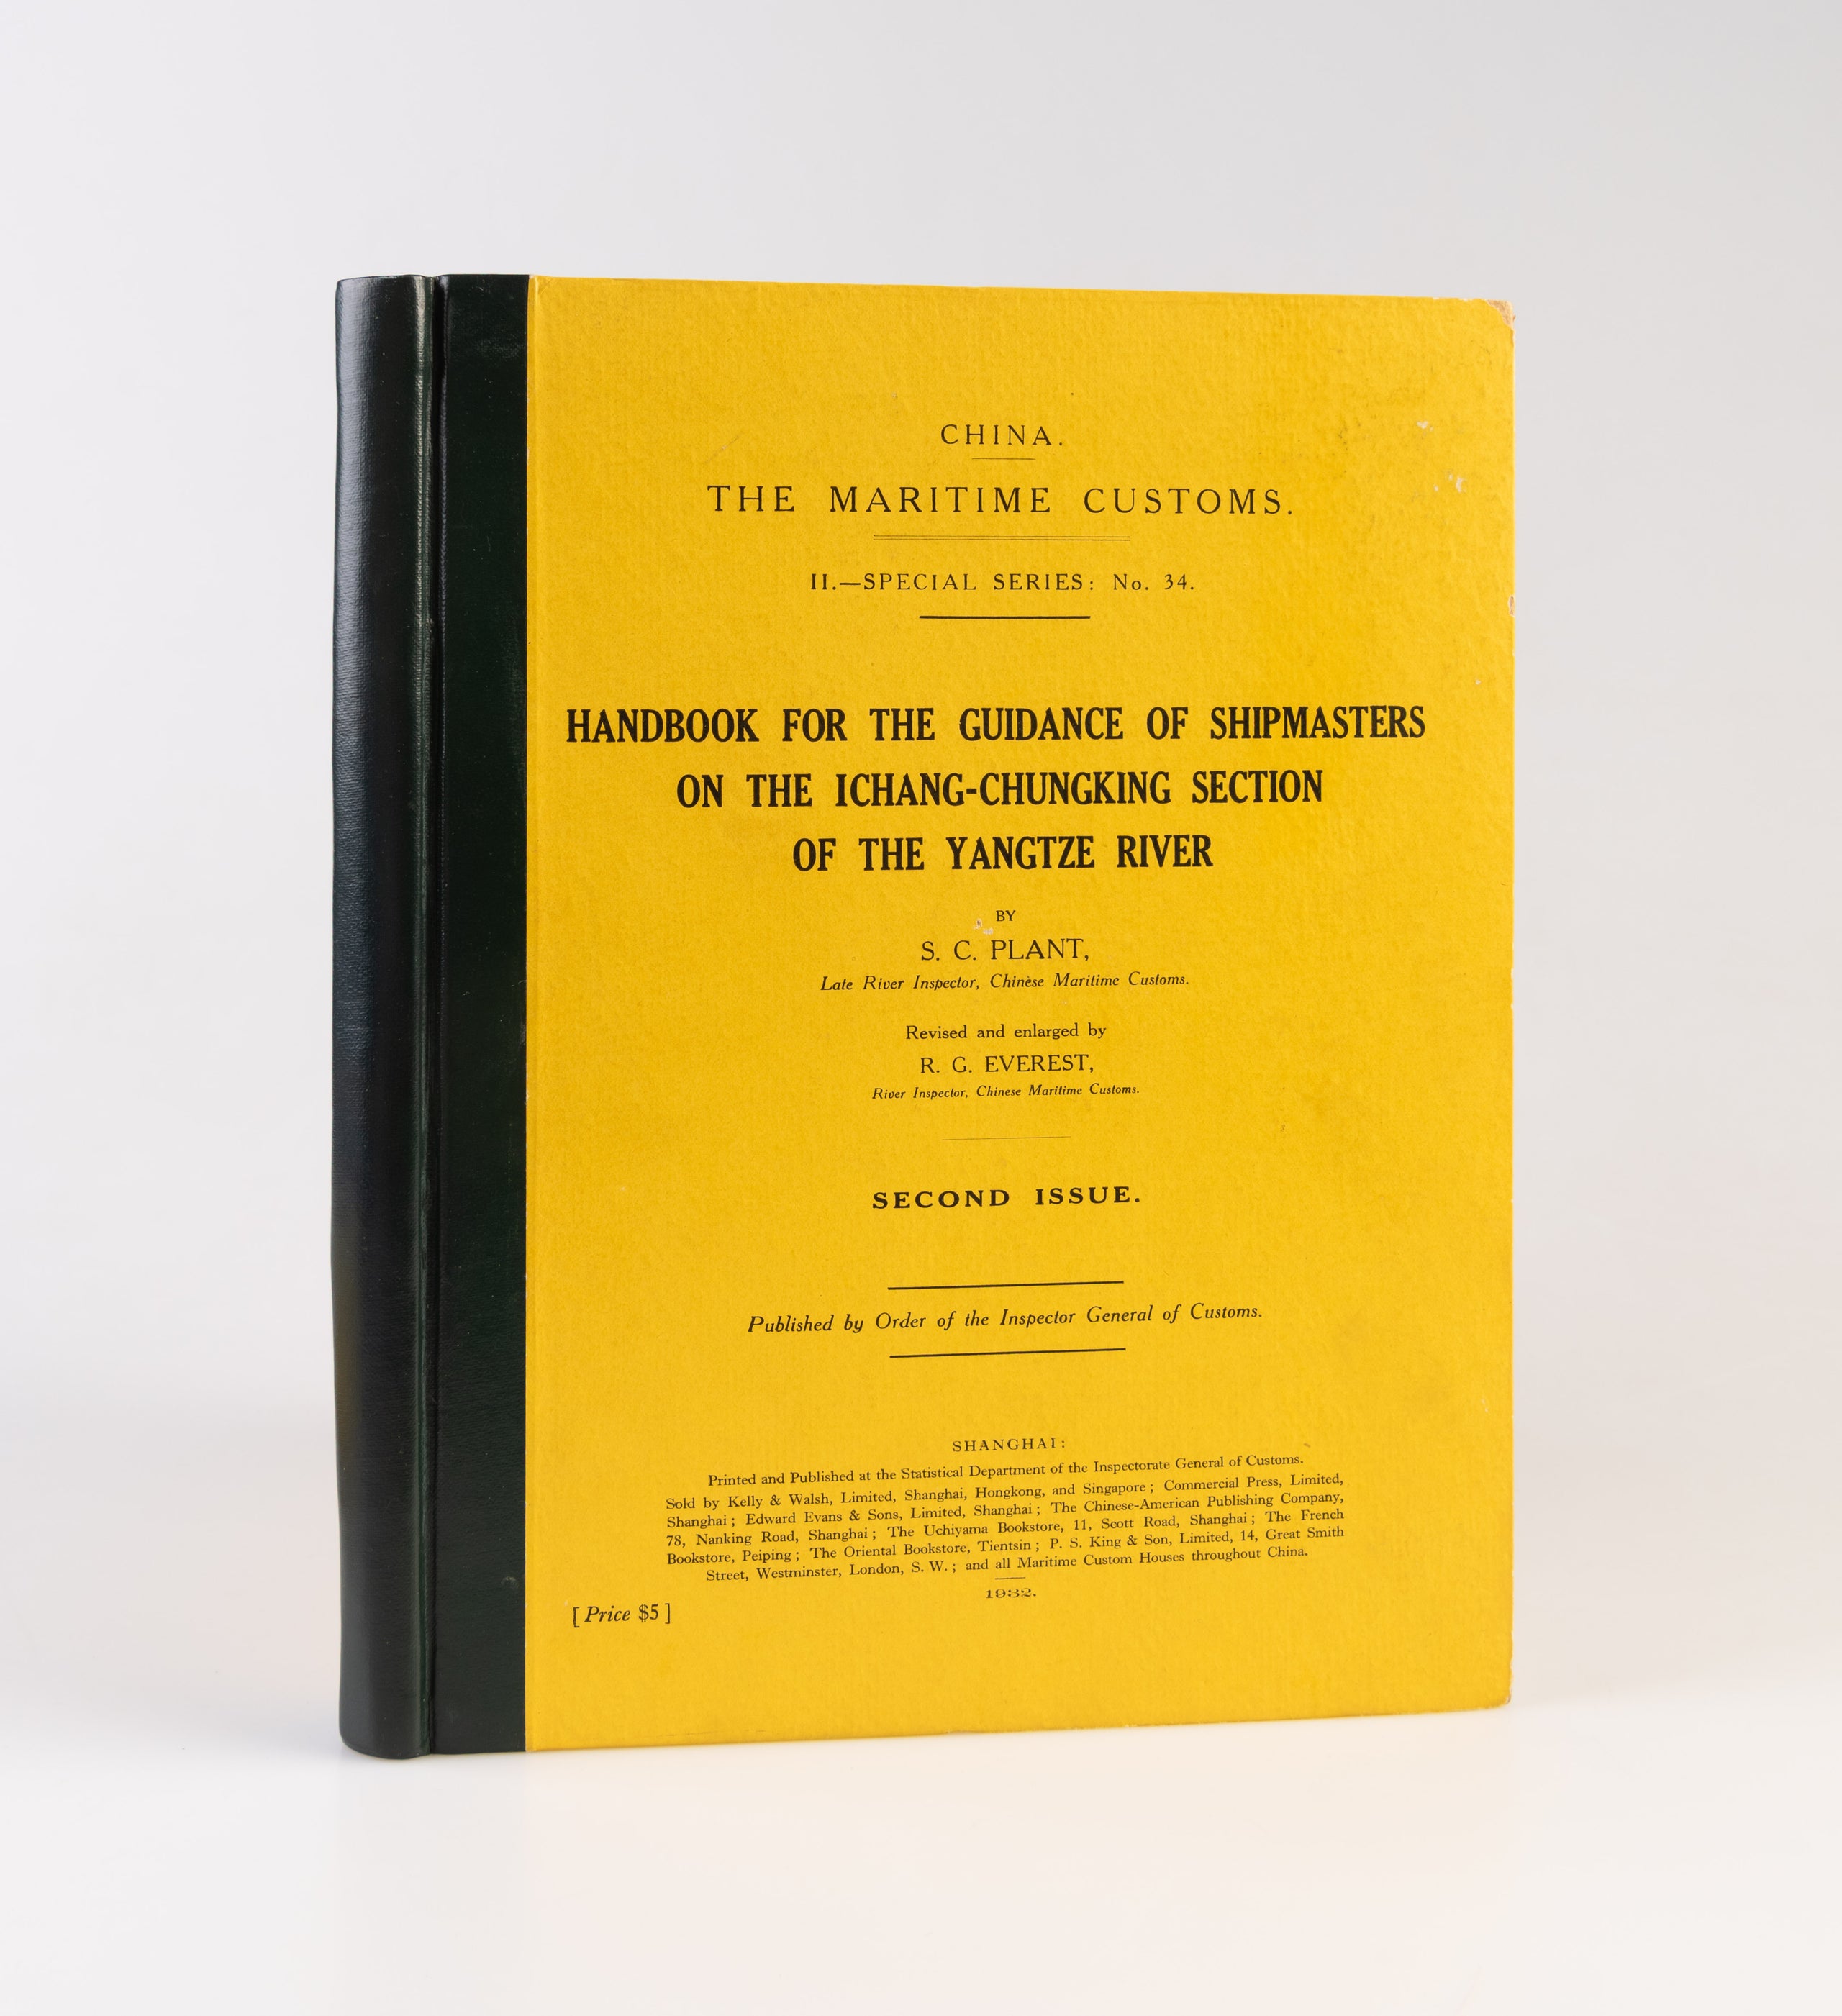 CHINA.
THE MARITIME CUSTOMS.
II.—SPECIAL SERIES: No. 34.
HANDBOOK FOR THE GUIDANCE OF SHIPMASTERS
ON THE ICHANG-CHUNGKING SECTION
OF THE YANGTZE RIVER
BY
S. C. PLANT,
Late River Inspector, Chinese Maritime Customs.
Revised and enlarged by
R. G. EVEREST,
River Inspector, Chinese Maritime Customs.
SECOND ISSUE.
Published by Order of the Inspector General of Customs.
SHANGHAI:
Printed and Published at the Statistical Department of the Inspectorate General of Customs.
Sold by Kelly & Walsh, Limited, Shanghai, Hongkong, and Singapore; Commercial Press, Limited,
Shanghai; Edward Evans & Sons, Limited, Shanghai; The Chinese-American Publishing Company,
78, Nanking Road, Shanghai; The Uchiyama Bookstore, 11, Scott Road, Shanghai; The French
Bookstore, Peiping; The Oriental Bookstore, Tientsin; P. S. King & Son, Limited, 14, Great Smith
Street, Westminster, London, S. W.; and all Maritime Custom Houses throughout China.
1932.
[Price $5]